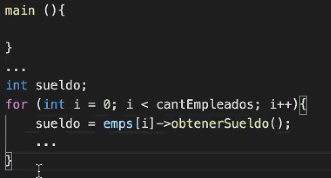 main (){
}
...
int sueldo;
for (int i = 0; i < cantEmpleados; i++){
sueldo = emps[i]->obtenerSueldo();
...
}